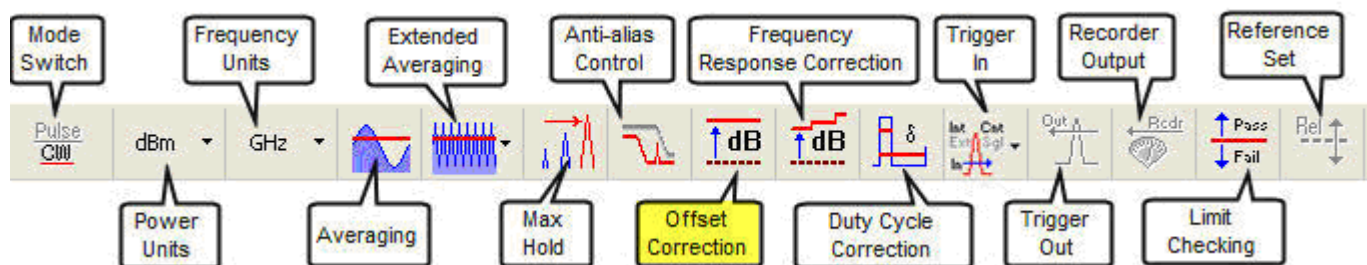 Mode
Switch
Frequency
Units
Extended
Averaging
Anti-alias
Control
Frequency
Response Correction
Trigger
In
Recorder
Output
Reference
Set
Pulse
CW
dBm
GHz
dB
dB
δ
Int Cnt
Ext Sgl
In
Out
Rcdr
Pass
Fail
Rel
Power
Units
Averaging
Max
Hold
Offset
Correction
Duty Cycle
Correction
Trigger
Out
Limit
Checking